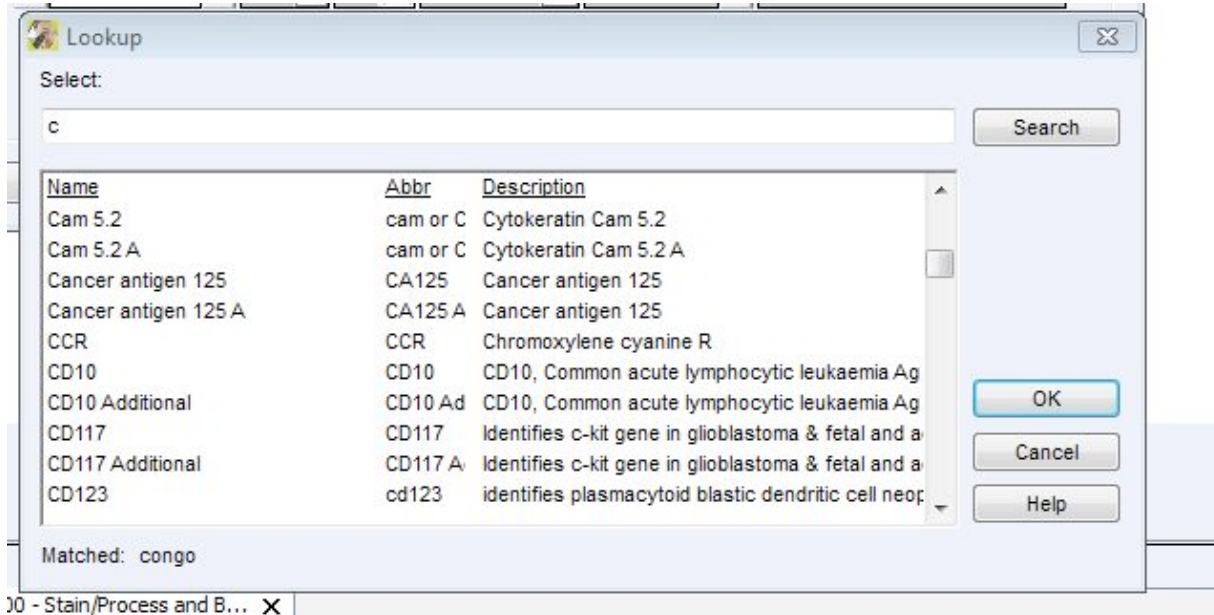 Lookup
Select:
c
Search
Name Abbr Description
Cam 5.2 cam or C Cytokeratin Cam 5.2
Cam 5.2 A cam or C Cytokeratin Cam 5.2 A
Cancer antigen 125 CA125 Cancer antigen 125
Cancer antigen 125 A CA125 A Cancer antigen 125
CCR CCR Chromoxylene cyanine R
CD10 CD10 CD10, Common acute lymphocytic leukaemia Ag
CD10 Additional CD10 Ad CD10, Common acute lymphocytic leukaemia Ag
OK
CD117 CD117 Identifies c-kit gene in glioblastoma & fetal and a
CD117 Additional CD117 A Identifies c-kit gene in glioblastoma & fetal and a
Cancel
CD123 cd123 identifies plasmacytoid blastic dendritic cell neop
Help
Matched: congo
00 - Stain/Process and B...